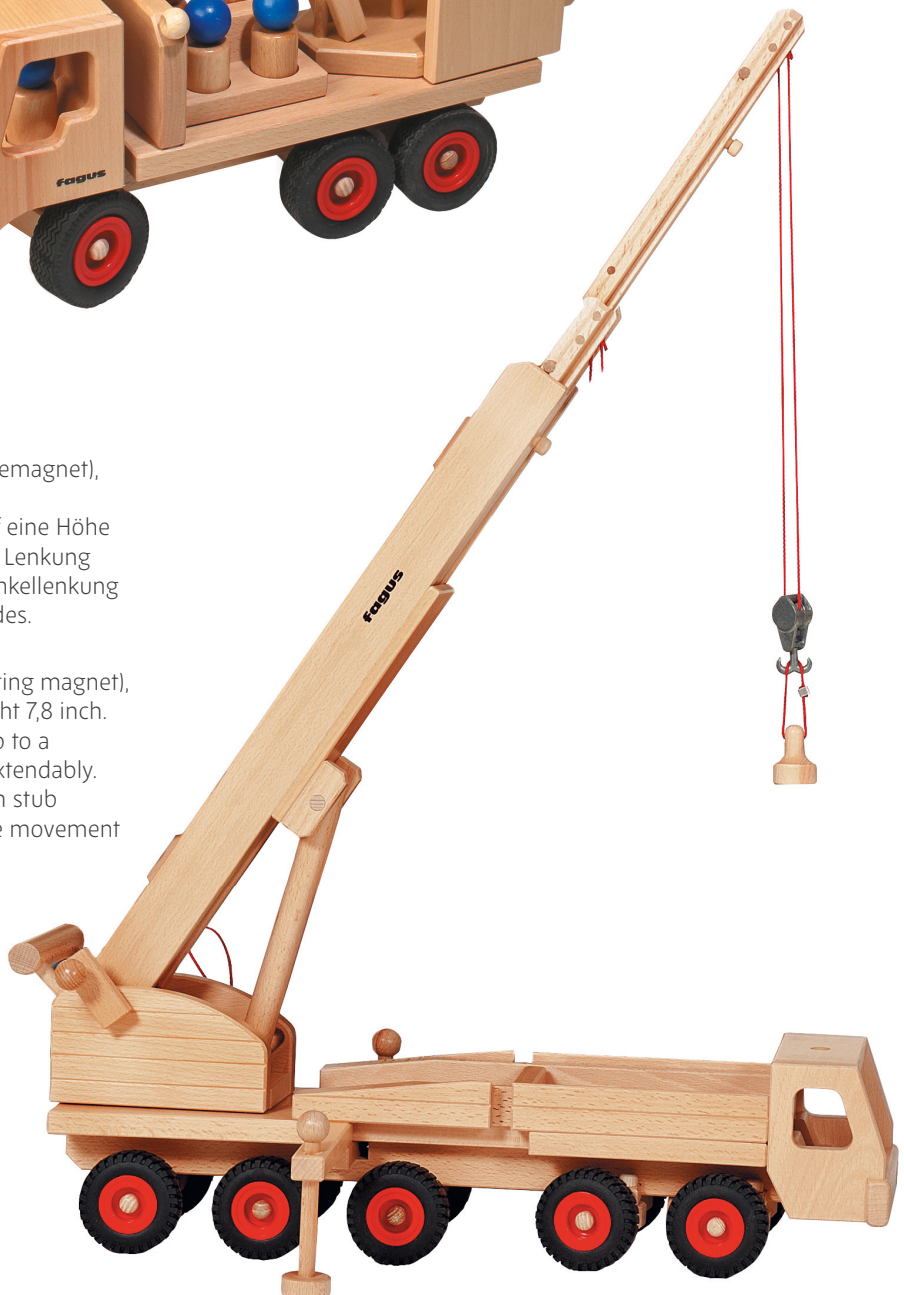 fagus
emagnet),
f eine Höhe
Lenkung
nkellenkung
des.
ring magnet),
ht 7,8 inch.
p to a
xtendably.
n stub
e movement
fagus